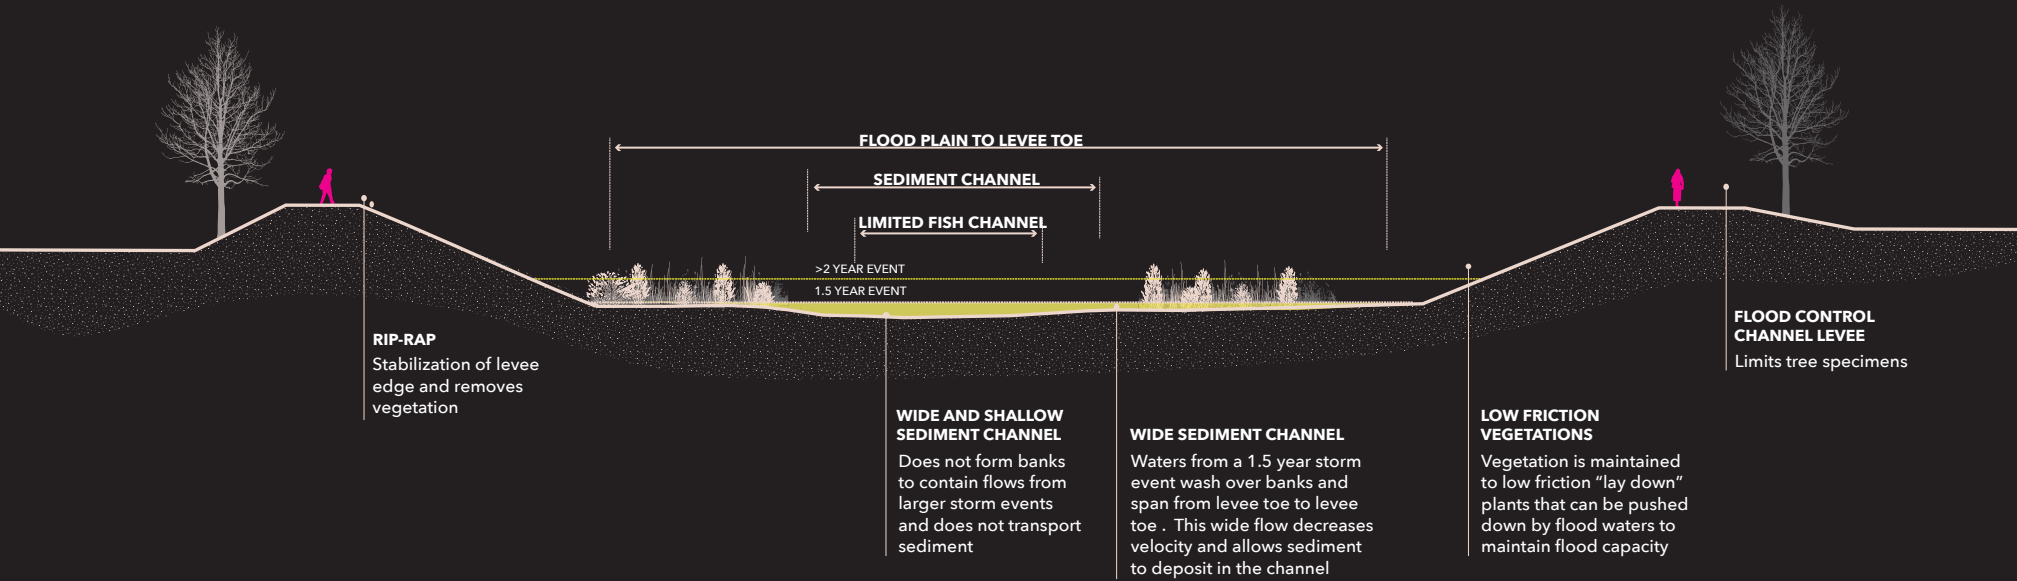 FLOOD PLAIN TO LEVEE TOE
SEDIMENT CHANNEL
LIMITED FISH CHANNEL
>2 YEAR EVENT
1.5 YEAR EVENT
RIP-RAP
Stabilization of levee
edge and removes
vegetation
WIDE AND SHALLOW
SEDIMENT CHANNEL
Does not form banks
to contain flows from
larger storm events
and does not transport
sediment
WIDE SEDIMENT CHANNEL
Waters from a 1.5 year storm
event wash over banks and
span from levee toe to levee
toe .  This wide flow decreases
velocity and allows sediment
to deposit in the channel
LOW FRICTION
VEGETATIONS
Vegetation is maintained
to low friction “lay down”
plants that can be pushed
down by flood waters to
maintain flood capacity
FLOOD CONTROL
CHANNEL LEVEE
Limits tree specimens